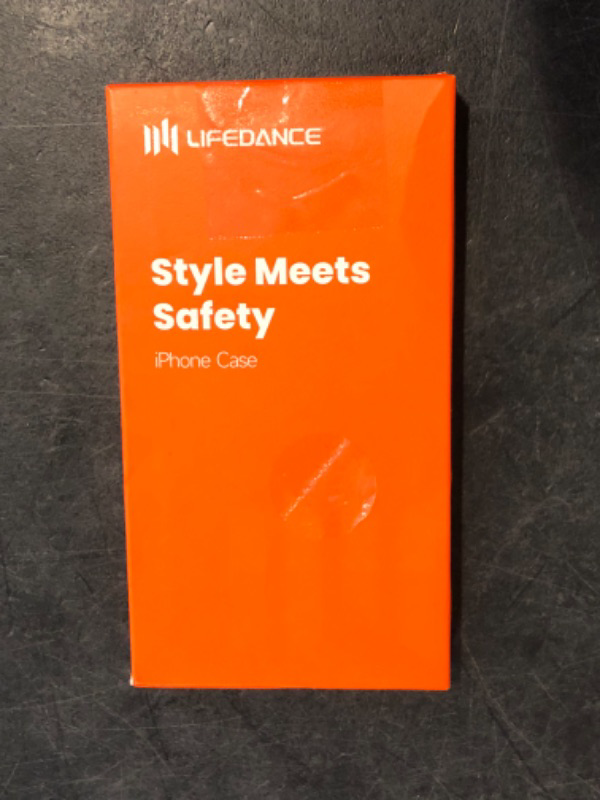 LIFEDANCE
Style Meets
Safety
iPhone Case